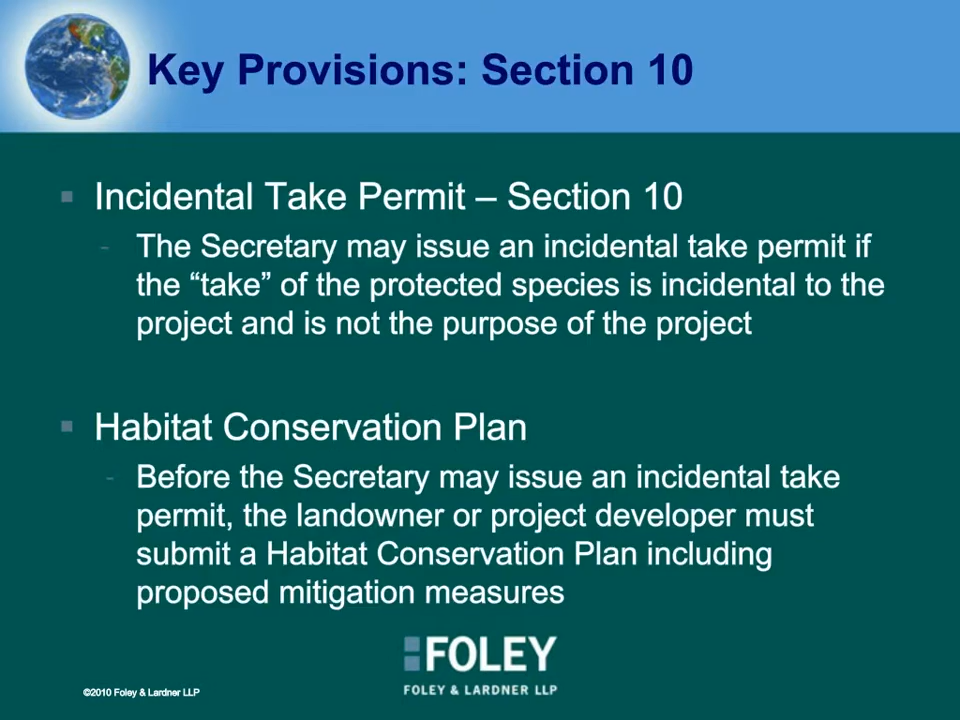 Key Provisions: Section 10
Incidental Take Permit – Section 10
- The Secretary may issue an incidental take permit if
the “take” of the protected species is incidental to the
project and is not the purpose of the project
Habitat Conservation Plan
- Before the Secretary may issue an incidental take
permit, the landowner or project developer must
submit a Habitat Conservation Plan including
proposed mitigation measures
FOLEY
FOLEY & LARDNER LLP
©2010 Foley & Lardner LLP